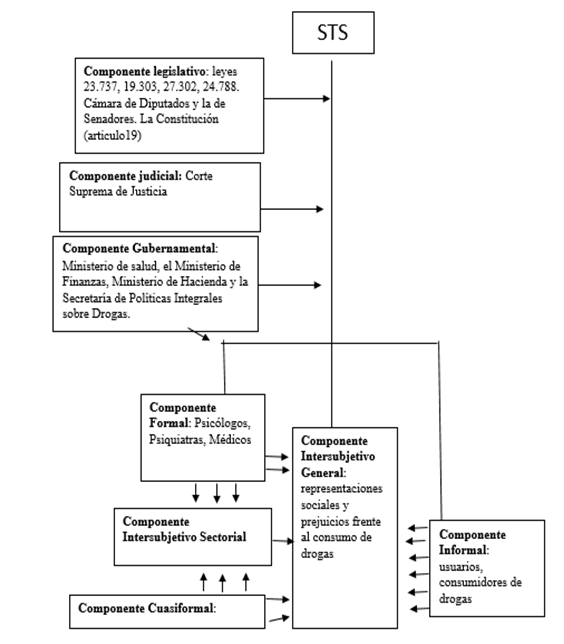 STS
Componente legislativo: leyes
23.737, 19.303, 27.302, 24.788.
Cámara de Diputados y la de
Senadores. La Constitución
(articulo19)
Componente judicial: Corte
Suprema de Justicia
Componente Gubernamental:
Ministerio de salud, el Ministerio de
Finanzas, Ministerio de Hacienda y la
Secretaría de Políticas Integrales
sobre Drogas.
Componente
Formal: Psicólogos,
Psiquiatras, Médicos
Componente
Intersubjetivo Sectorial
Componente Cuasiformal:
Componente
Intersubjetivo
General:
representaciones
sociales y
prejuicios frente
al consumo de
drogas
Componente
Informal:
usuarios,
consumidores de
drogas